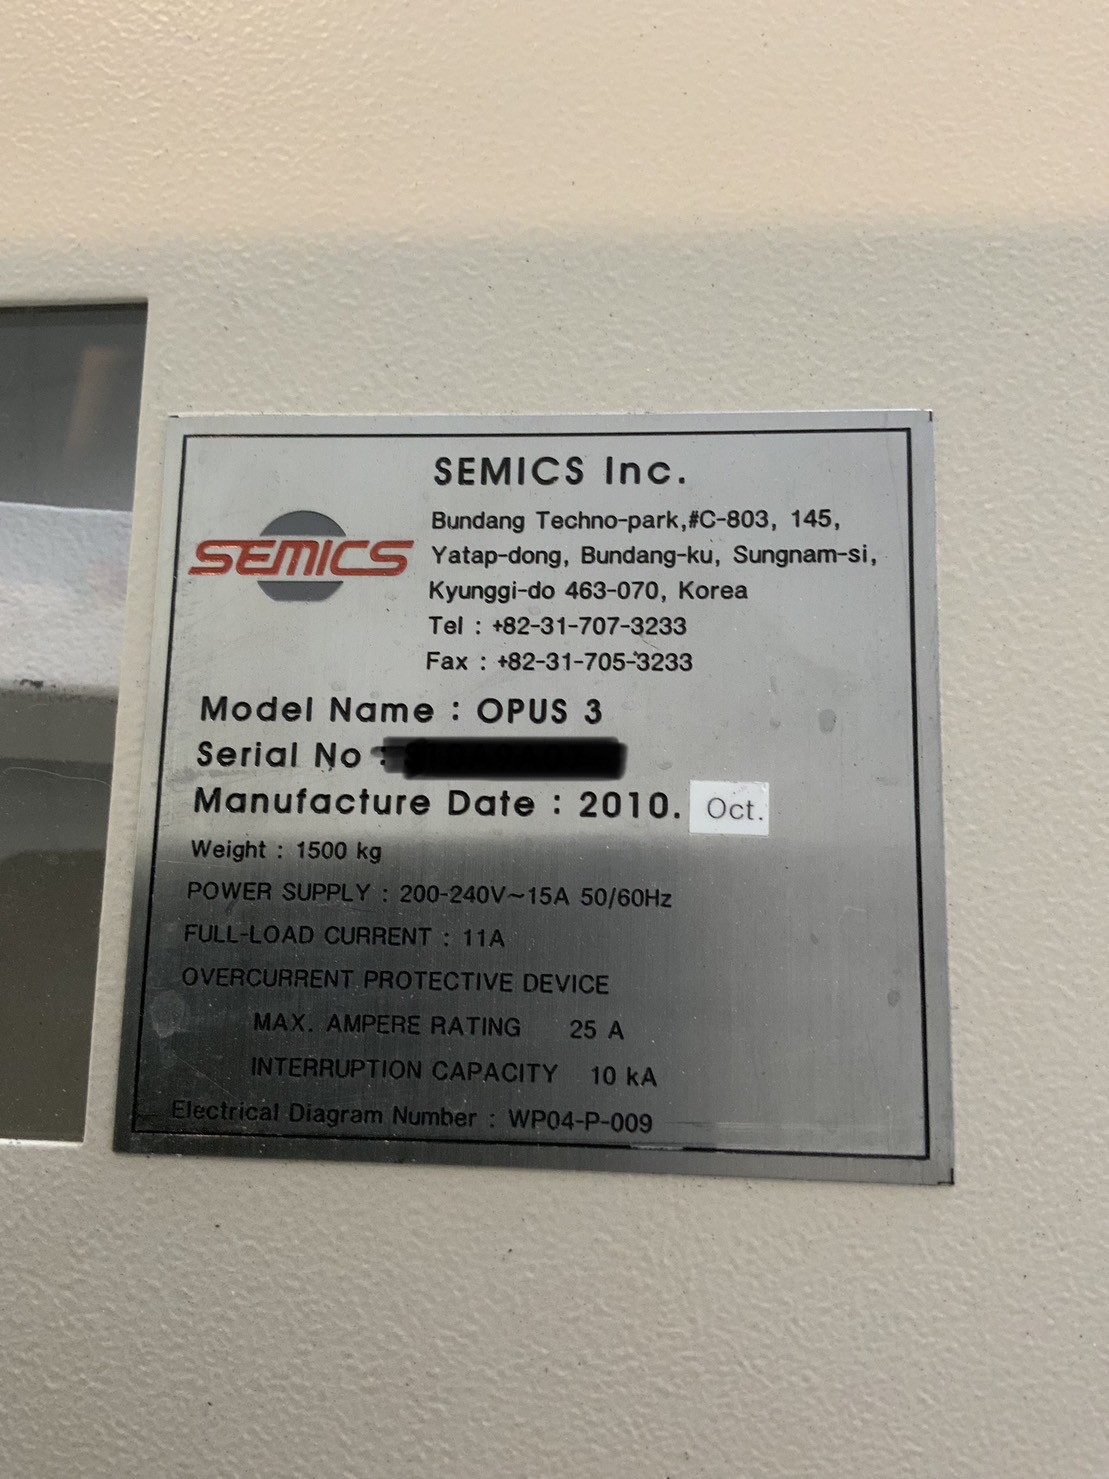 SEMICS Inc.
SEMICS
Bundang Techno-park,#C-803, 145,
Yatap-dong, Bundang-ku, Sungnam-si,
Kyunggi-do 463-070, Korea
Tel : +82-31-707-3233
Fax : +82-31-705-3233
Model Name : OPUS 3
Serial No :
Manufacture Date : 2010. Oct.
Weight : 1500 kg
POWER SUPPLY : 200-240V~15A 50/60Hz
FULL-LOAD CURRENT : 11A
OVERCURRENT PROTECTIVE DEVICE
MAX. AMPERE RATING 25 A
INTERRUPTION CAPACITY 10 kA
Electrical Diagram Number : WP04-P-009